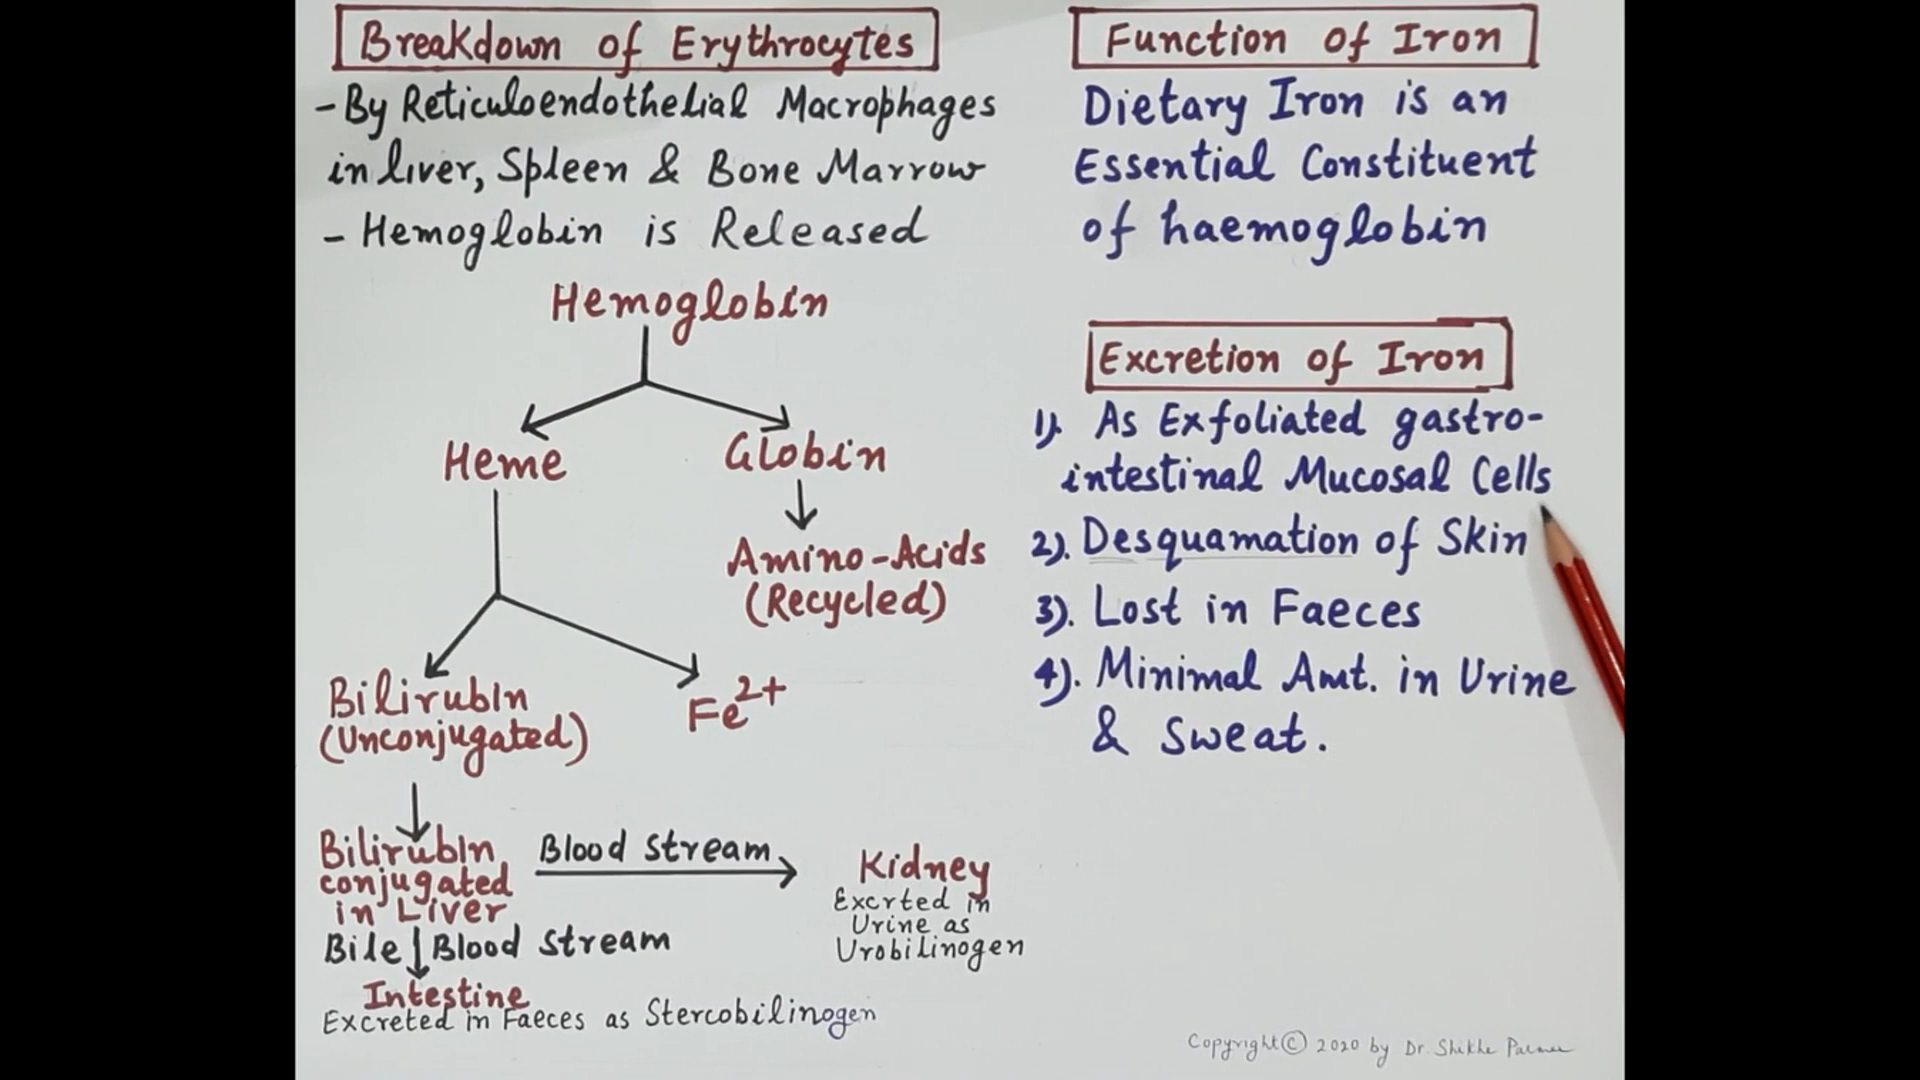 Breakdown of Erythrocytes
- By Reticuloendothelial Macrophages
in liver, Spleen & Bone Marrow
- Hemoglobin is Released
Hemoglobin
Heme
Globin
Amino-Acids
(Recycled)
Bilirubin
(Unconjugated)
Fe2+
Bilirubin
conjugated
in Liver
Blood Stream
Kidney
Excrted in
Urine as
Urobilinogen
Bile Blood Stream
Intestine
Excreted in Faeces as Stercobilinogen
Function of Iron
Dietary Iron is an
Essential Constituent
of haemoglobin
Excretion of Iron
1). As Exfoliated gastro-
intestinal Mucosal Cells
2). Desquamation of Skin
3). Lost in Faeces
4). Minimal Amt. in Urine
& Sweat.
Copyright© 2020 by Dr. Shikha